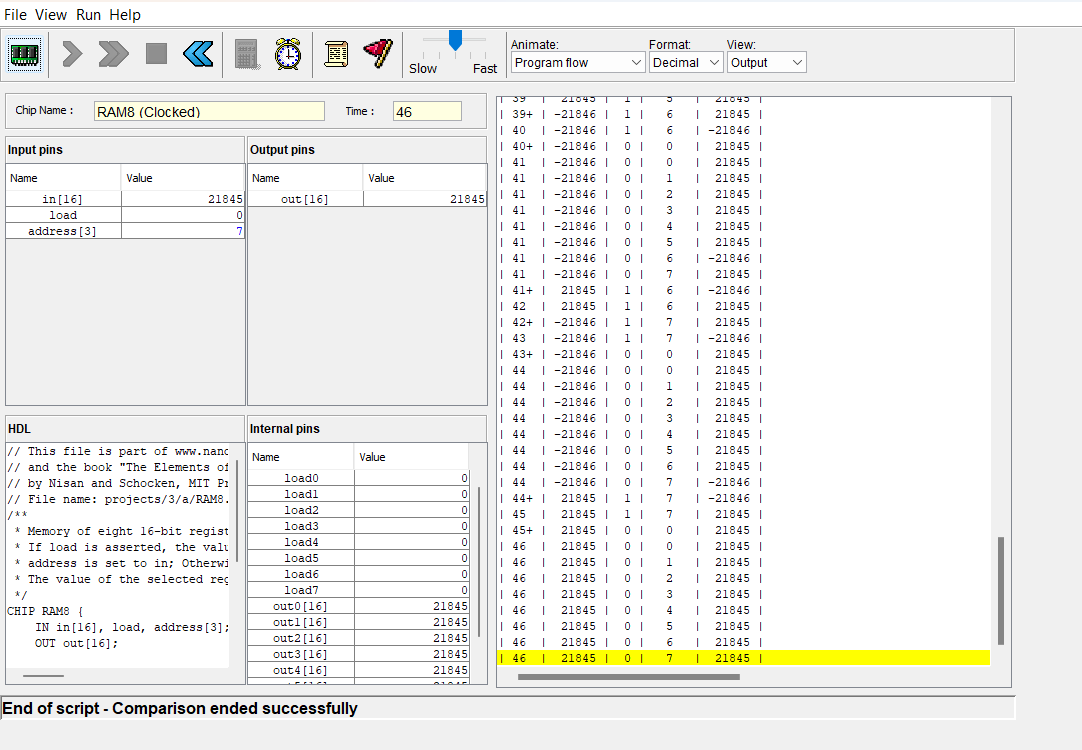 File View Run Help
Slow Fast
Animate: Format: View:
Program flow Decimal Output
Chip Name : RAM8 (Clocked) Time : 46
Input pins
Name Value
in[16] 21845
load 0
address[3] 7
Output pins
Name Value
out[16] 21845
HDL
// This file is part of www.nand
// and the book "The Elements of
// by Nisan and Schocken, MIT Pr
// File name: projects/3/a/RAM8.
/**
* Memory of eight 16-bit regist
* If load is asserted, the valu
* address is set to in; Otherwi
* The value of the selected reg
*/
CHIP RAM8 {
IN in[16], load, address[3];
OUT out[16];
Internal pins
Name Value
load0 0
load1 0
load2 0
load3 0
load4 0
load5 0
load6 0
load7 0
out0[16] 21845
out1[16] 21845
out2[16] 21845
out3[16] 21845
out4[16] 21845
| 39 | 21845 | 1 | 5 | 21845 |
| 39+ | -21846 | 1 | 6 | 21845 |
| 40 | -21846 | 1 | 6 | -21846 |
| 40+ | -21846 | 0 | 0 | 21845 |
| 41 | -21846 | 0 | 0 | 21845 |
| 41 | -21846 | 0 | 1 | 21845 |
| 41 | -21846 | 0 | 2 | 21845 |
| 41 | -21846 | 0 | 3 | 21845 |
| 41 | -21846 | 0 | 4 | 21845 |
| 41 | -21846 | 0 | 5 | 21845 |
| 41 | -21846 | 0 | 6 | -21846 |
| 41 | -21846 | 0 | 7 | 21845 |
| 41+ | 21845 | 1 | 6 | -21846 |
| 42 | 21845 | 1 | 6 | 21845 |
| 42+ | -21846 | 1 | 7 | 21845 |
| 43 | -21846 | 1 | 7 | -21846 |
| 43+ | -21846 | 0 | 0 | 21845 |
| 44 | -21846 | 0 | 0 | 21845 |
| 44 | -21846 | 0 | 1 | 21845 |
| 44 | -21846 | 0 | 2 | 21845 |
| 44 | -21846 | 0 | 3 | 21845 |
| 44 | -21846 | 0 | 4 | 21845 |
| 44 | -21846 | 0 | 5 | 21845 |
| 44 | -21846 | 0 | 6 | 21845 |
| 44 | -21846 | 0 | 7 | -21846 |
| 44+ | 21845 | 1 | 7 | -21846 |
| 45 | 21845 | 1 | 7 | 21845 |
| 45+ | 21845 | 0 | 0 | 21845 |
| 46 | 21845 | 0 | 0 | 21845 |
| 46 | 21845 | 0 | 1 | 21845 |
| 46 | 21845 | 0 | 2 | 21845 |
| 46 | 21845 | 0 | 3 | 21845 |
| 46 | 21845 | 0 | 4 | 21845 |
| 46 | 21845 | 0 | 5 | 21845 |
| 46 | 21845 | 0 | 6 | 21845 |
| 46 | 21845 | 0 | 7 | 21845 |
End of script - Comparison ended successfully